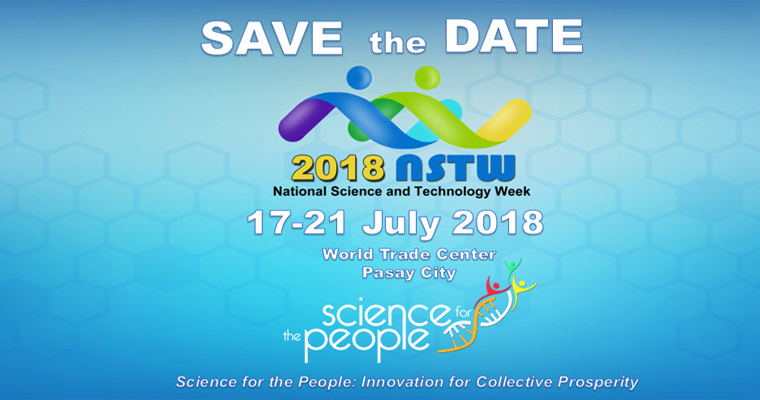 SAVE the DATE
2018 NSTW
National Science and Technology Week
17-21 July 2018
World Trade Center
Pasay City
science for
the people
Science for the People: Innovation for Collective Prosperity